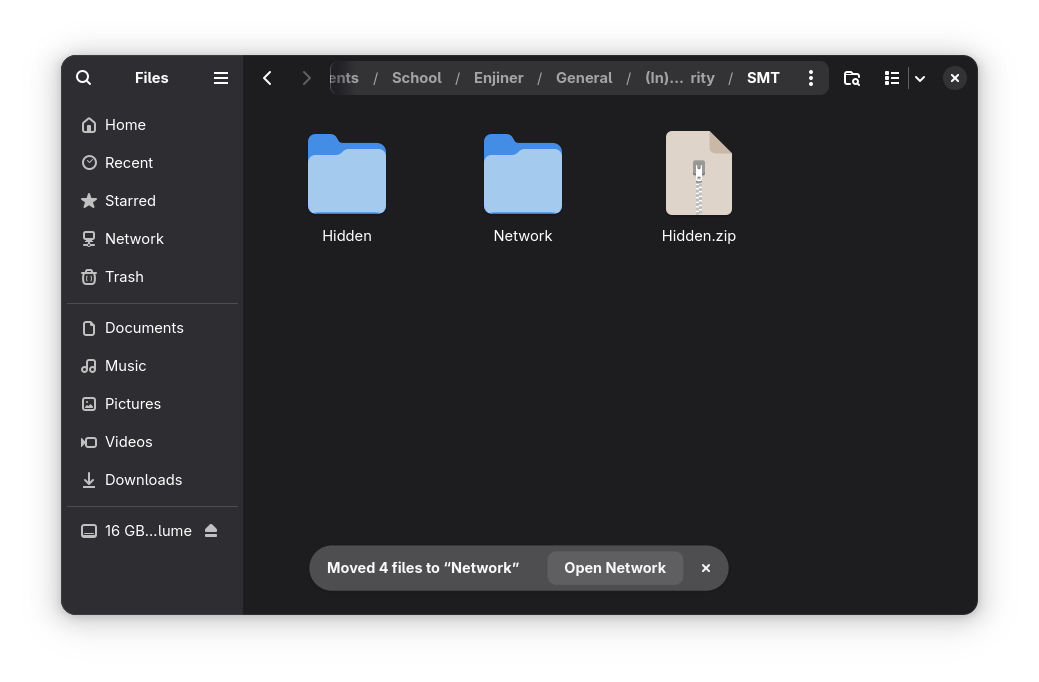 Files
ents / School / Enjiner / General / (In)... rity / SMT
Home
Recent
Starred
Network
Trash
Documents
Music
Pictures
Videos
Downloads
16 GB...lume
Hidden
Network
Hidden.zip
Moved 4 files to “Network”
Open Network